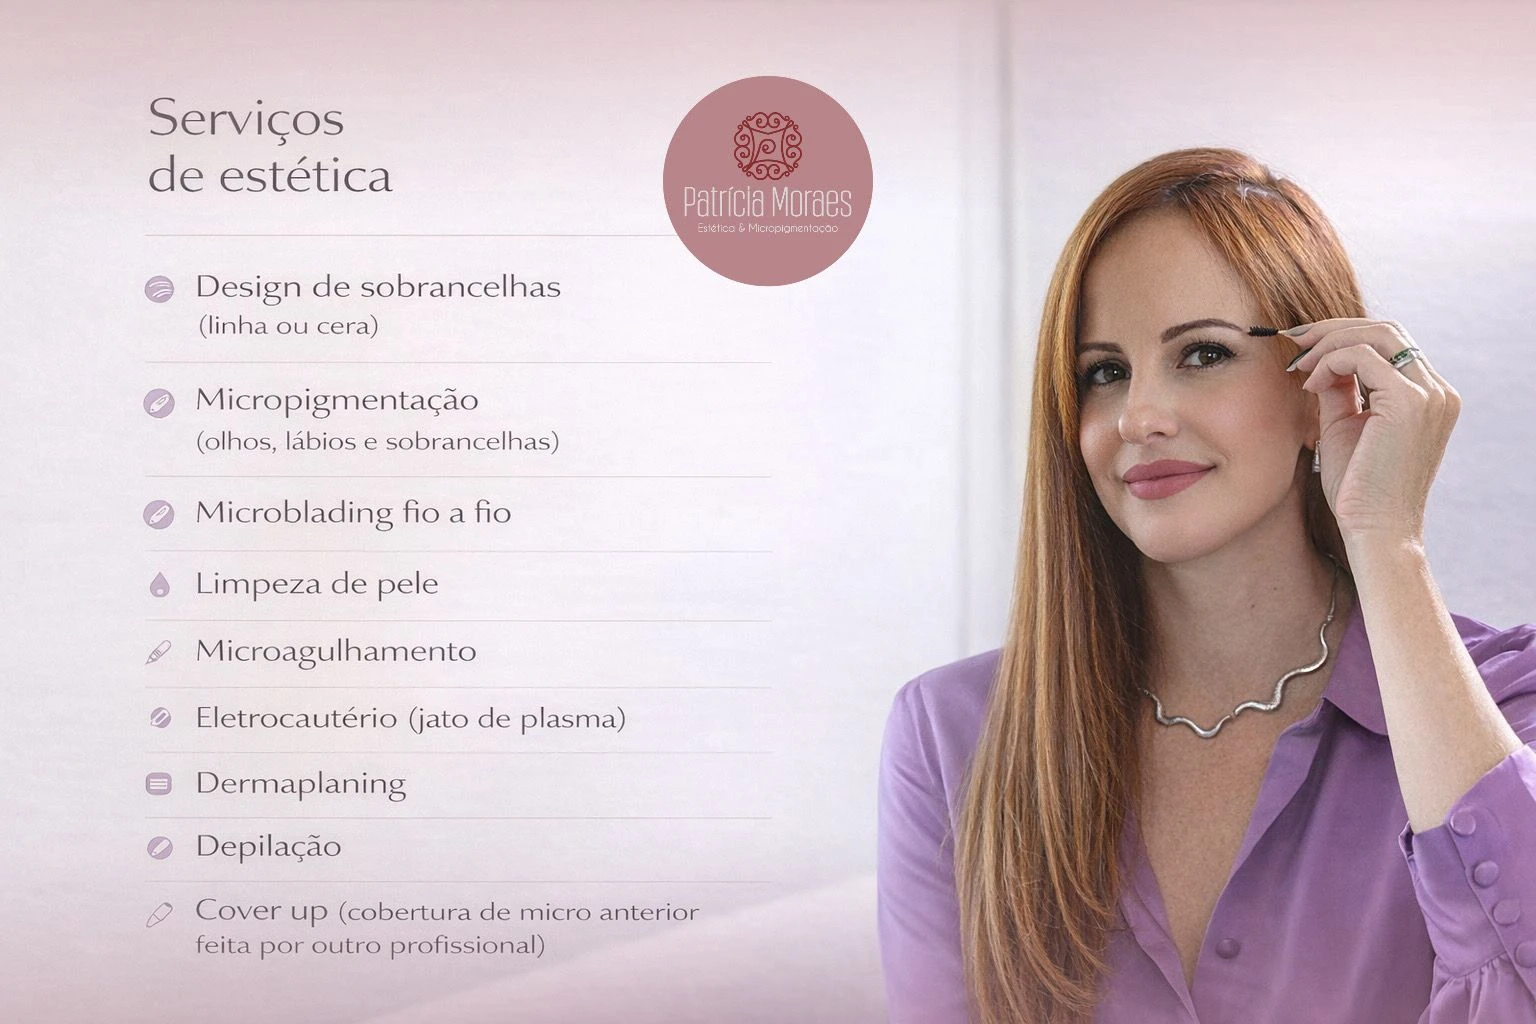 Serviços
de estética
Patrícia Moraes
Estética & Micropigmentação
Design de sobrancelhas
(linha ou cera)
Micropigmentação
(olhos, lábios e sobrancelhas)
Microblading fio a fio
Limpeza de pele
Microagulhamento
Eletrocautério (jato de plasma)
Dermaplaning
Depilação
Cover up (cobertura de micro anterior
feita por outro profissional)